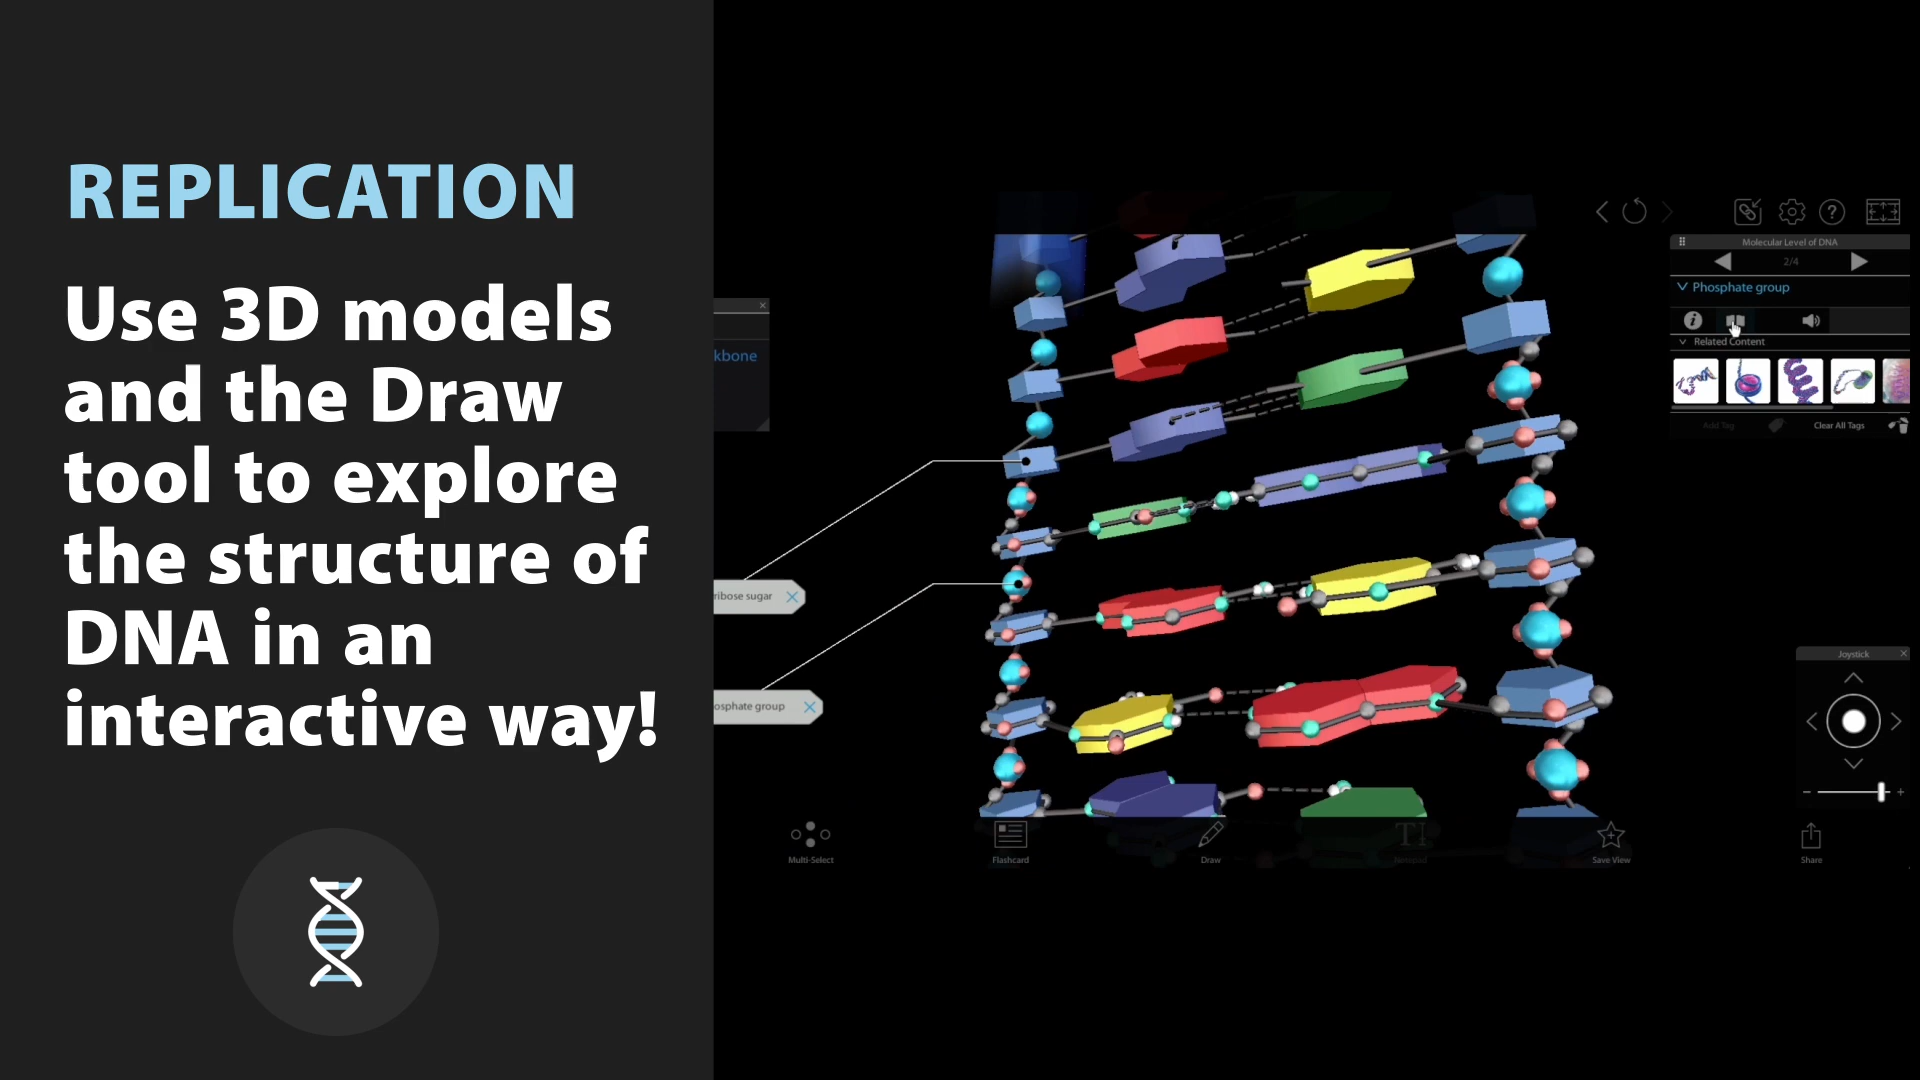 REPLICATION
Use 3D models
and the Draw
tool to explore
the structure of
DNA in an
interactive way!
kbone
ribose sugar
osphate group
Molecular Level of DNA
2/4
Phosphate group
Related Content
Add Tag
Clear All Tags
Joystick
Multi-Select
Flashcard
Draw
Save View
Share